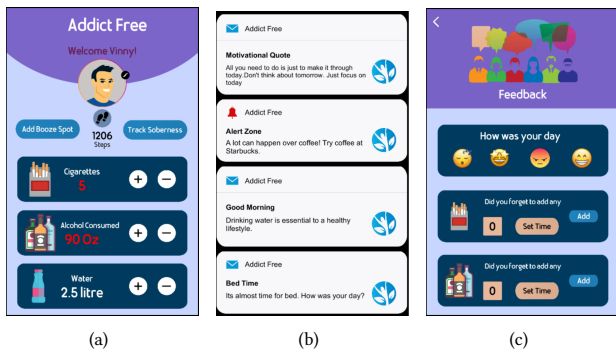 Addict Free
Welcome Vinny!
Add Booze Spot
1206
Steps
Track Soberness
Cigarettes
5
Alcohol Consumed
90 Oz
Water
2.5 litre
(a)
Addict Free
Motivational Quote
All you need to do is just to make it through
today.Don't think about tomorrow. Just focus on
today
Addict Free
Alert Zone
A lot can happen over coffee! Try coffee at
Starbucks.
Addict Free
Good Morning
Drinking water is essential to a healthy
lifestyle.
Addict Free
Bed Time
Its almost time for bed. How was your day?
(b)
Feedback
How was your day
Did you forget to add any
0
Set Time
Add
Did you forget to add any
0
Set Time
Add
(c)